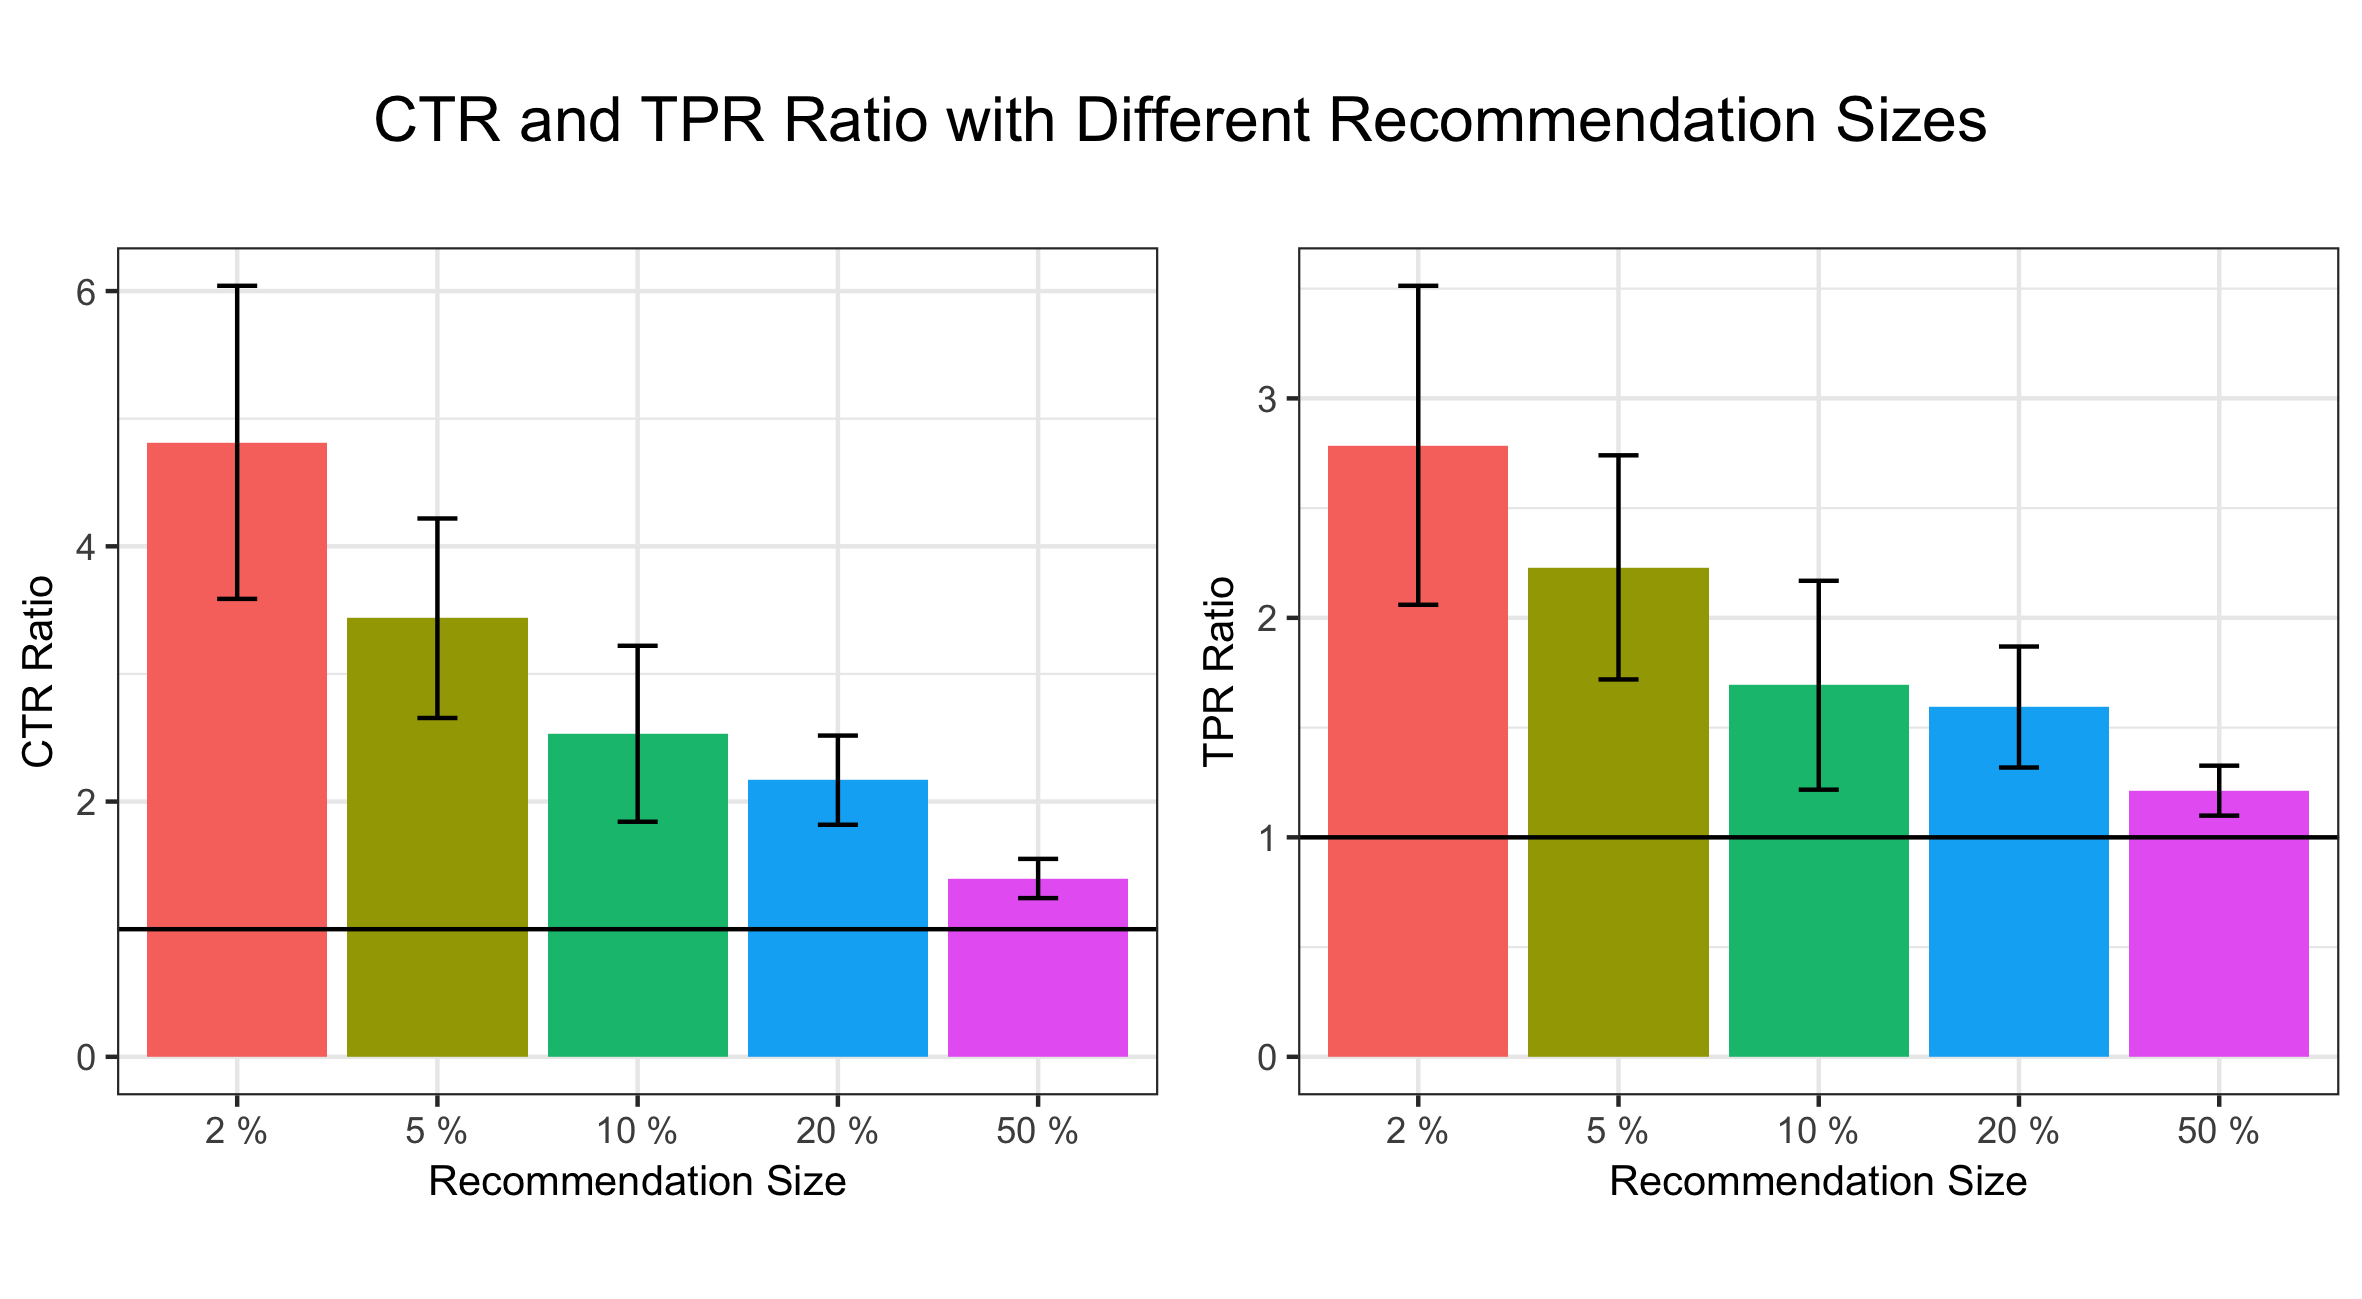 CTR and TPR Ratio with Different Recommendation Sizes
CTR Ratio
6
4
2
0
2 % 5 % 10 % 20 % 50 %
Recommendation Size
TPR Ratio
3
2
1
0
2 % 5 % 10 % 20 % 50 %
Recommendation Size